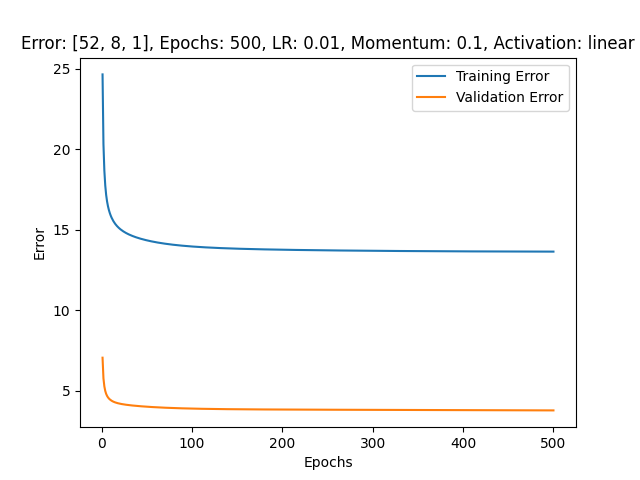 Error: [52, 8, 1], Epochs: 500, LR: 0.01, Momentum: 0.1, Activation: linear
Training Error
Validation Error
25
20
15
10
5
Error
0
100
200
300
400
500
Epochs